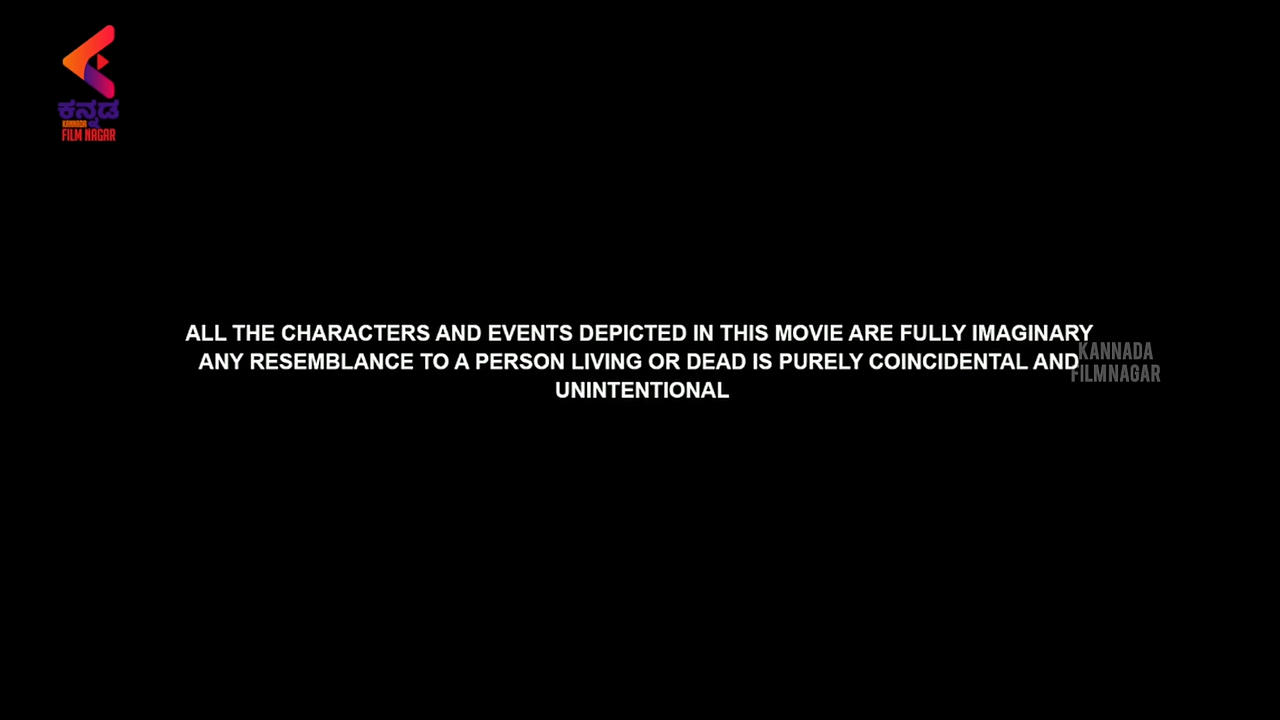 ಕನ್ನಡ
KANNADA
FILM NAGAR
ALL THE CHARACTERS AND EVENTS DEPICTED IN THIS MOVIE ARE FULLY IMAGINARY
ANY RESEMBLANCE TO A PERSON LIVING OR DEAD IS PURELY COINCIDENTAL AND
UNINTENTIONAL
KANNADA
FILMNAGAR